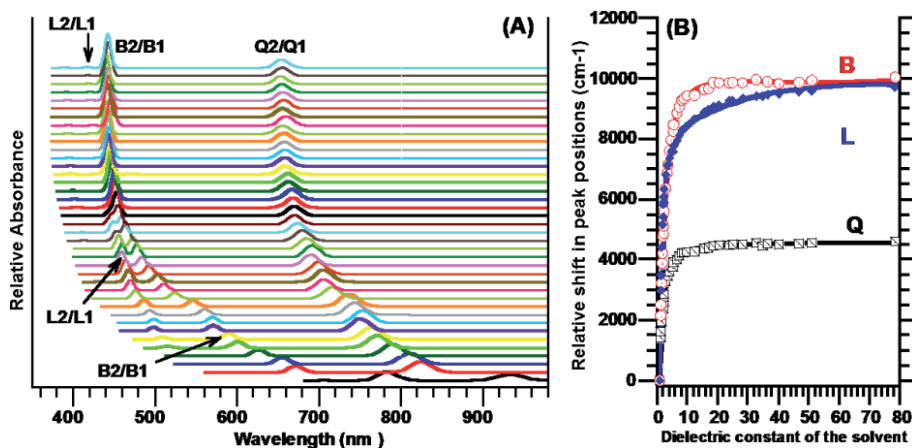 L2/L1
B2/B1
Q2/Q1
(A)
Relative Absorbance
L2/L1
B2/B1
400 500 600 700 800 900
Wavelength (nm )
(B)
12000
10000
8000
6000
4000
2000
0
Relative shift in peak positions (cm-1)
B
L
Q
0 10 20 30 40 50 60 70 80
Dielectric constant of the solvent